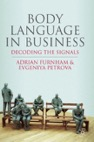 BODY
LANGUAGE IN
BUSINESS
DECODING THE SIGNALS
ADRIAN FURNHAM &
EVGENIYA PETROVA